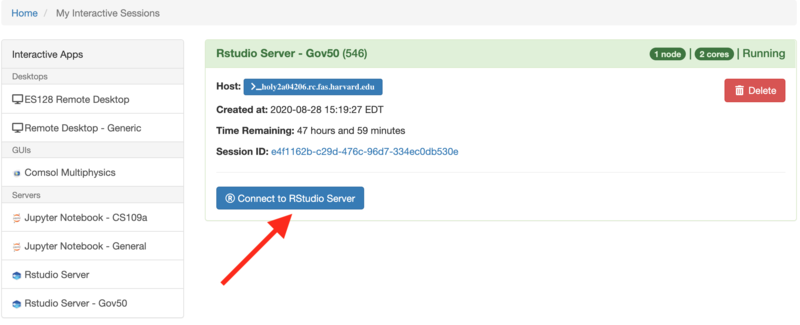 Home / My Interactive Sessions
Interactive Apps
Desktops
ES128 Remote Desktop
Remote Desktop - Generic
GUIs
Comsol Multiphysics
Servers
Jupyter Notebook - CS109a
Jupyter Notebook - General
Rstudio Server
Rstudio Server - Gov50
Rstudio Server - Gov50 (546) 1 node | 2 cores | Running
Host: >_holy2a04206.rc.fas.harvard.edu
Delete
Created at: 2020-08-28 15:19:27 EDT
Time Remaining: 47 hours and 59 minutes
Session ID: e4f1162b-c29d-476c-96d7-334ec0db530e
® Connect to RStudio Server